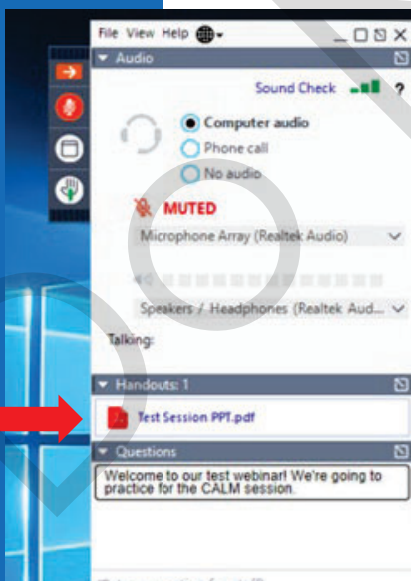 File View Help
Audio
Sound Check ?
Computer audio
Phone call
No audio
MUTED
Microphone Array (Realtek Audio)
Speakers / Headphones (Realtek Aud...
Talking:
Handouts: 1
Test Session PPT.pdf
Questions
Welcome to our test webinar! We're going to
practice for the CALM session.